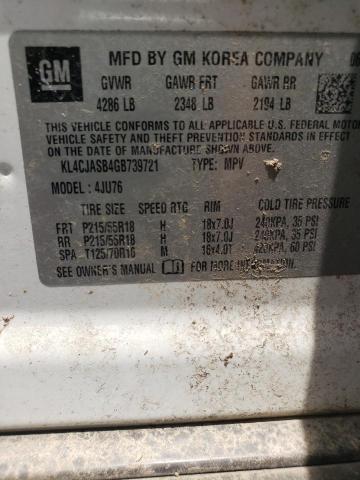 GM
MFD BY GM KOREA COMPANY
GVWR GAWR FRT GAWR RR
4286 LB 2348 LB 2194 LB
THIS VEHICLE CONFORMS TO ALL APPLICABLE U.S. FEDERAL MOTOR
VEHICLE SAFETY AND THEFT PREVENTION STANDARDS
THE DATE OF MANUFACTURE SHOWN ABOVE.
KL4CJASB4GB739721 TYPE: MPV
MODEL: 4JU76
TIRE SIZE SPEED RTG RIM COLD TIRE PRESSURE
FRT P215/55R18 H 18x7.0J 240KPA, 35 PSI
RR P215/55R18 H 18x7.0J 240KPA, 35 PSI
SPA T125/70R16 M 16x4.0T 420KPA, 60 PSI
SEE OWNER'S MANUAL FOR MORE INFORMATION.